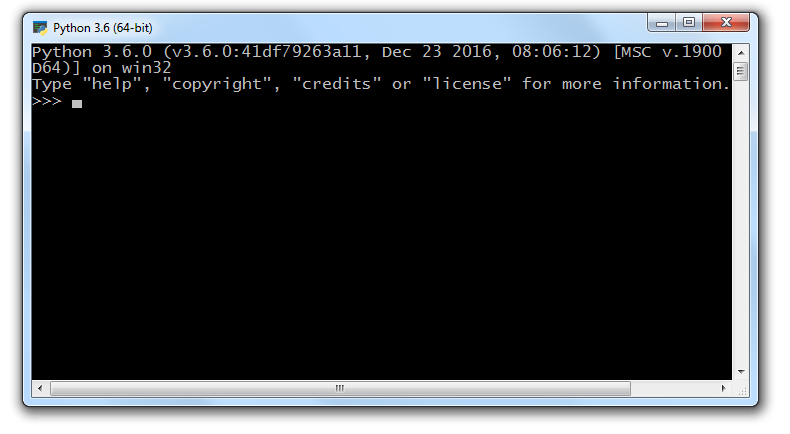 Python 3.6 (64-bit)
Python 3.6.0 (v3.6.0:41df79263a11, Dec 23 2016, 08:06:12) [MSC v.1900
D64)] on win32
Type "help", "copyright", "credits" or "license" for more information.
>>>